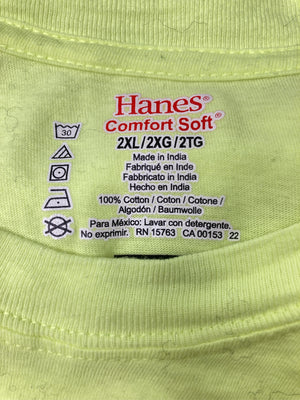 Hanes®
Comfort Soft®
2XL/2XG/2TG
Made in India
Fabriqué en Inde
Fabbricato in India
Hecho en India
100% Cotton / Coton / Cotone /
Algodón / Baumwolle
Para México: Lavar con detergente.
No exprimir. RN 15763 CA 00153 22
30